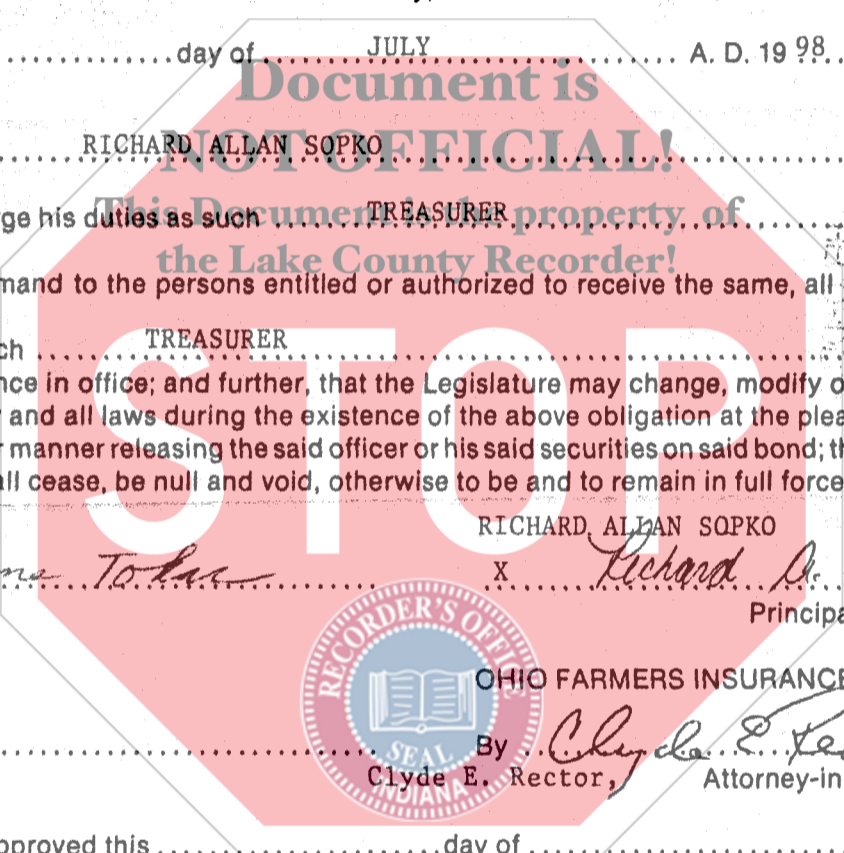 day of JULY A. D. 19 98
Document is
RICHARD ALLAN SOPKO
NOT OFFICIAL!
ge his duties as such TREASURER
This Document is the property of
the Lake County Recorder!
mand to the persons entitled or authorized to receive the same, all
ch TREASURER
STOP
nce in office; and further, that the Legislature may change, modify o
and all laws during the existence of the above obligation at the plea
manner releasing the said officer or his said securities on said bond; th
all cease, be null and void, otherwise to be and to remain in full force
RICHARD ALLAN SOPKO
X Richard A.
Principa
RECORDER'S OFFICE
OHIO FARMERS INSURANCE
SEAL
By Clyde E Rec
INDIANA
Clyde E. Rector, Attorney-in
pproved this day of